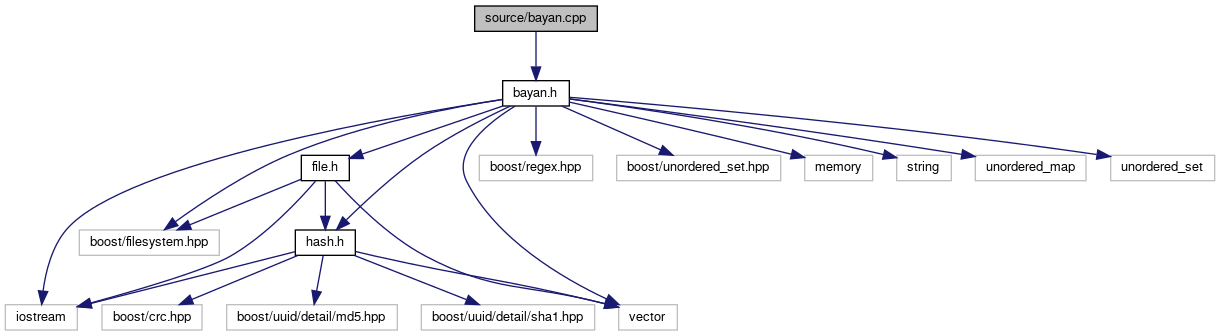 source/bayan.cpp
bayan.h
file.h
boost/regex.hpp
boost/unordered_set.hpp
memory
string
unordered_map
unordered_set
boost/filesystem.hpp
hash.h
iostream
boost/crc.hpp
boost/uuid/detail/md5.hpp
boost/uuid/detail/sha1.hpp
vector